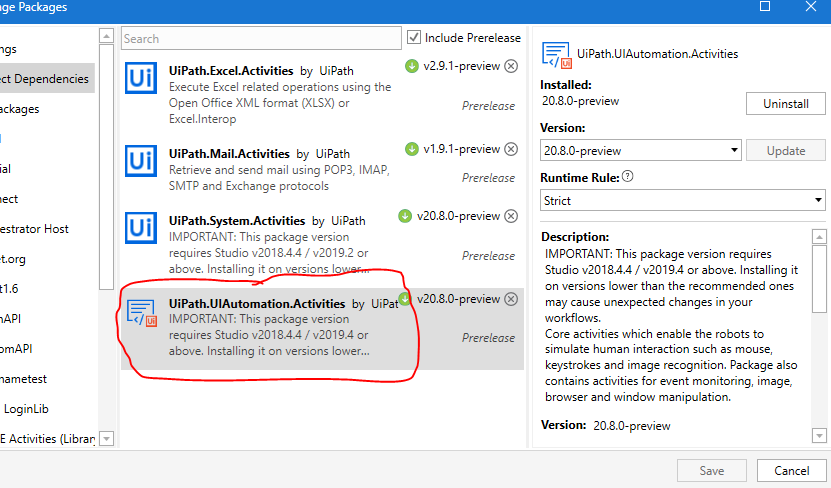 age Packages
ngs
ect Dependencies
ackages
ial
nect
hestrator Host
et.org
t1.6
mAPI
omAPI
nametest
LoginLib
E Activities (Library
Search
Include Prerelease
Ui
UiPath.Excel.Activities by UiPath
v2.9.1-preview
Execute Excel related operations using the
Open Office XML format (XLSX) or
Excel.Interop
Prerelease
Ui
UiPath.Mail.Activities by UiPath
v1.9.1-preview
Retrieve and send mail using POP3, IMAP,
SMTP and Exchange protocols
Prerelease
Ui
UiPath.System.Activities by UiPath
v20.8.0-preview
IMPORTANT: This package version
requires Studio v2018.4.4 / v2019.2 or
above. Installing it on versions lower...
Prerelease
Ui
UiPath.UIAutomation.Activities by UiPat
v20.8.0-preview
IMPORTANT: This package version
requires Studio v2018.4.4 / v2019.4 or
above. Installing it on versions lower...
Prerelease
Ui
UiPath.UIAutomation.Activities
Installed:
20.8.0-preview
Uninstall
Version:
20.8.0-preview
Update
Runtime Rule: ?
Strict
Description:
IMPORTANT: This package version requires
Studio v2018.4.4 / v2019.4 or above. Installing it
on versions lower than the recommended ones
may cause unexpected changes in your
workflows.
Core activities which enable the robots to
simulate human interaction such as mouse,
keystrokes and image recognition. Package also
contains activities for event monitoring, image,
browser and window manipulation.
Version: 20.8.0-preview
Save
Cancel